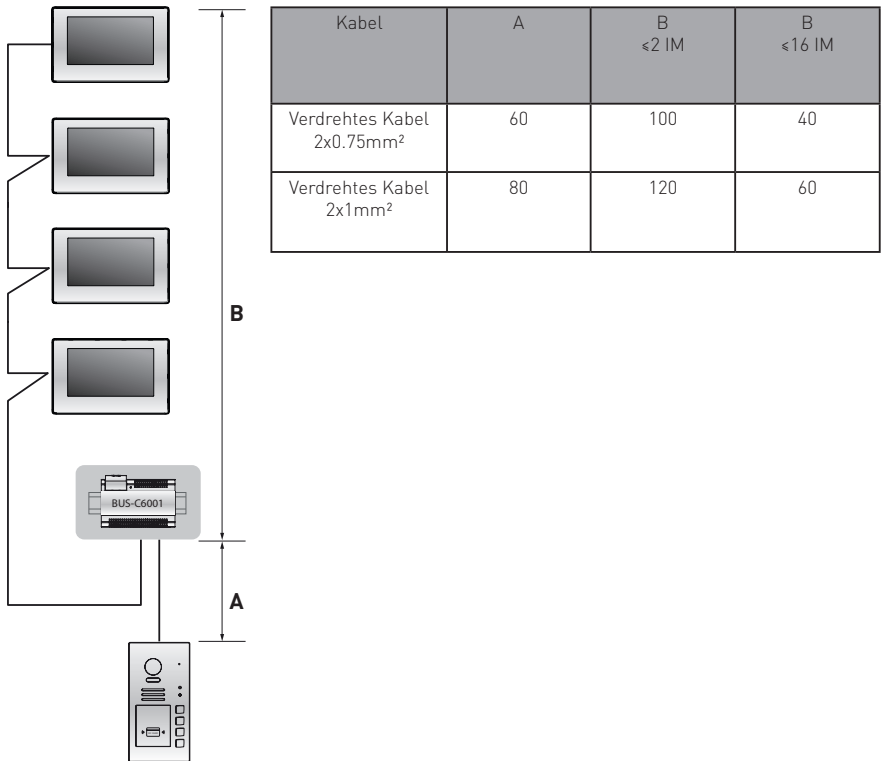 Kabel A B B
≤2 IM ≤16 IM
Verdrehtes Kabel 60 100 40
2x0.75mm²
Verdrehtes Kabel 80 120 60
2x1mm²
B
BUS-C6001
A